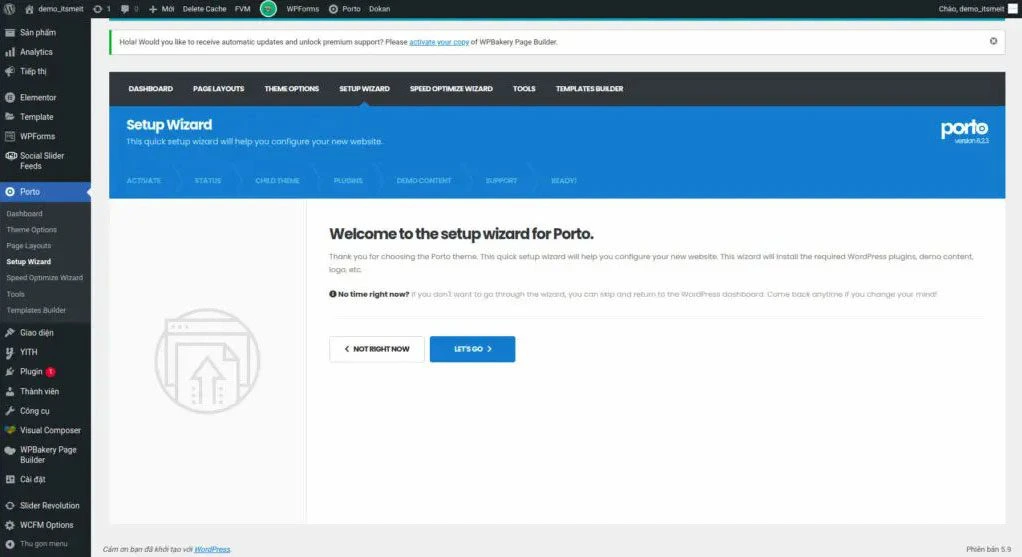 demo_itsmeit 1 0 Mới Delete Cache FVM WPForms Porto Dokan Chào, demo_itsmeit
Sản phẩm
Analytics
Tiếp thị
Elementor
Template
WPForms
Social Slider
Feeds
Porto
Dashboard
Theme Options
Page Layouts
Setup Wizard
Speed Optimize Wizard
Tools
Templates Builder
Giao diện
YITH
Plugin 1
Thành viên
Công cụ
Visual Composer
WPBakery Page
Builder
Cài đặt
Slider Revolution
WCFM Options
Thu gọn menu
Hola! Would you like to receive automatic updates and unlock premium support? Please activate your copy of WPBakery Page Builder.
DASHBOARD PAGE LAYOUTS THEME OPTIONS SETUP WIZARD SPEED OPTIMIZE WIZARD TOOLS TEMPLATES BUILDER
Setup Wizard
This quick setup wizard will help you configure your new website.
porto
version 6.2.3
ACTIVATE STATUS CHILD THEME PLUGINS DEMO CONTENT SUPPORT READY!
Welcome to the setup wizard for Porto.
Thank you for choosing the Porto theme. This quick setup wizard will help you configure your new website. This wizard will install the required WordPress plugins, demo content,
logo, etc.
No time right now? If you don't want to go through the wizard, you can skip and return to the WordPress dashboard. Come back anytime if you change your mind!
NOT RIGHT NOW LET'S GO
Cảm ơn bạn đã khởi tạo với WordPress. Phiên bản 5.9